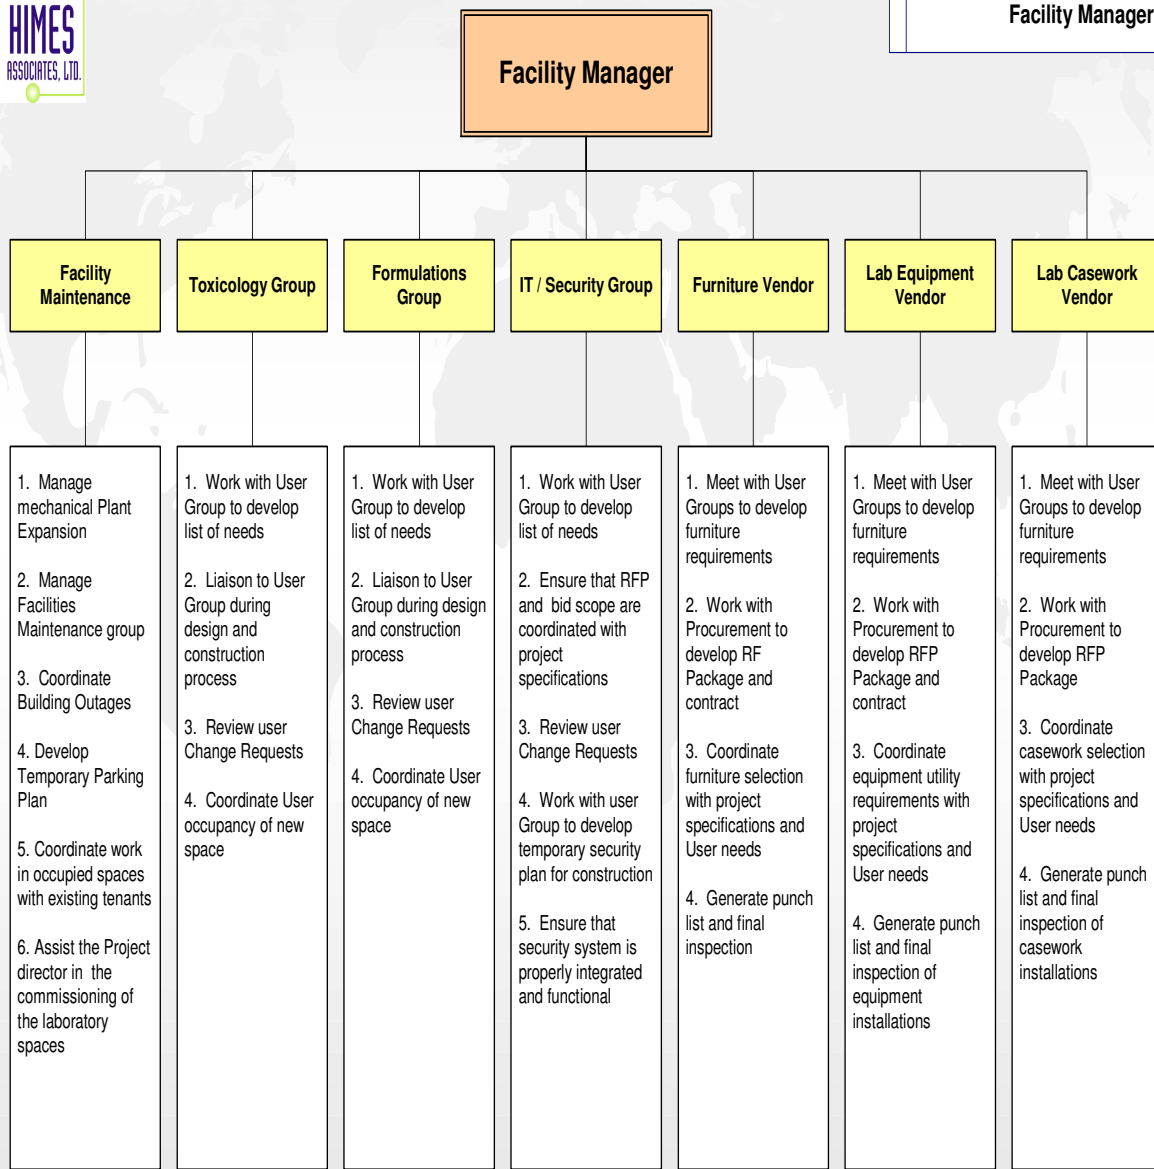 HIMES
ASSOCIATES, LTD.
Facility Manager
Facility Manager
Facility
Maintenance
Toxicology Group
Formulations
Group
IT / Security Group
Furniture Vendor
Lab Equipment
Vendor
Lab Casework
Vendor
1. Manage
mechanical Plant
Expansion
2. Manage
Facilities
Maintenance group
3. Coordinate
Building Outages
4. Develop
Temporary Parking
Plan
5. Coordinate work
in occupied spaces
with existing tenants
6. Assist the Project
director in the
commissioning of
the laboratory
spaces
1. Work with User
Group to develop
list of needs
2. Liaison to User
Group during
design and
construction
process
3. Review user
Change Requests
4. Coordinate User
occupancy of new
space
1. Work with User
Group to develop
list of needs
2. Liaison to User
Group during design
and construction
process
3. Review user
Change Requests
4. Coordinate User
occupancy of new
space
1. Work with User
Group to develop
list of needs
2. Ensure that RFP
and bid scope are
coordinated with
project
specifications
3. Review user
Change Requests
4. Work with user
Group to develop
temporary security
plan for construction
5. Ensure that
security system is
properly integrated
and functional
1. Meet with User
Groups to develop
furniture
requirements
2. Work with
Procurement to
develop RF
Package and
contract
3. Coordinate
furniture selection
with project
specifications and
User needs
4. Generate punch
list and final
inspection
1. Meet with User
Groups to develop
furniture
requirements
2. Work with
Procurement to
develop RFP
Package and
contract
3. Coordinate
equipment utility
requirements with
project
specifications and
User needs
4. Generate punch
list and final
inspection of
equipment
installations
1. Meet with User
Groups to develop
furniture
requirements
2. Work with
Procurement to
develop RFP
Package
3. Coordinate
casework selection
with project
specifications and
User needs
4. Generate punch
list and final
inspection of
casework
installations